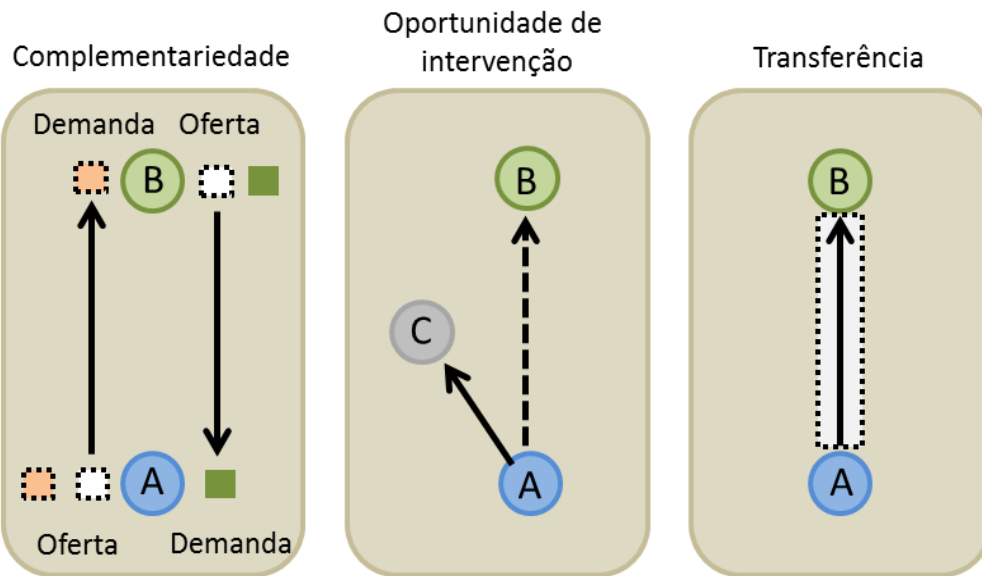 Complementariedade
Demanda Oferta
B
A
Oferta Demanda
Oportunidade de
intervenção
B
C
A
Transferência
B
A